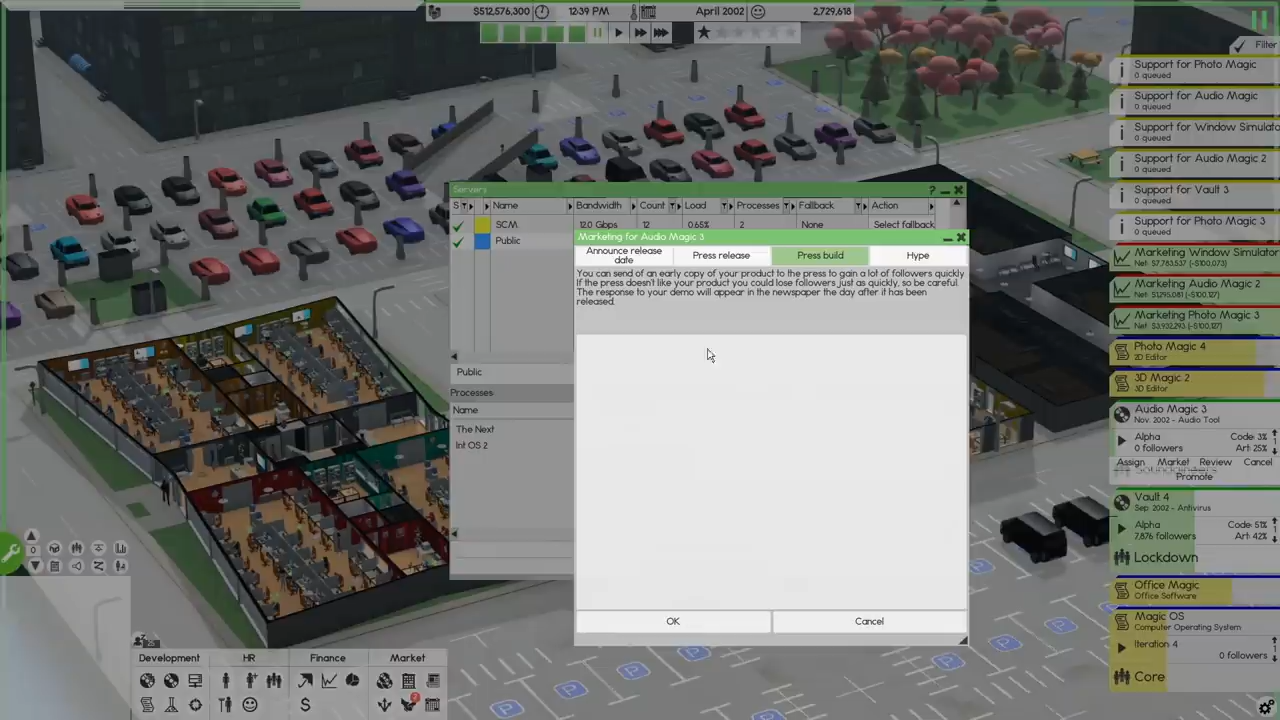 $512,576,300 12:39 PM April 2002 2,729,618
Filter
Support for Photo Magic
0 queued
Support for Audio Magic
0 queued
Support for Window Simulato
0 queued
Support for Audio Magic 2
0 queued
Support for Vault 3
0 queued
Support for Photo Magic 3
0 queued
Marketing Window Simulator
Marketing Audio Magic 2
Marketing Photo Magic 3
Photo Magic 4
2D Editor
3D Magic 2
3D Editor
Audio Magic 3
Nov. 2002 - Audio Tool
Alpha Code: 3%
0 followers Art: 25%
Assign Market Review Cancel
Promote
Vault 4
Sep. 2002 - Antivirus
Alpha Code: 51%
7,876 followers Art: 42%
Lockdown
Office Magic
Office Software
Magic OS
Computer Operating System
Iteration 4
0 followers
Core
Servers ?
S Name Bandwidth Count Load Processes Fallback Action
SCM 120 Gbps 12 0.65% 2 None Select fallback
Public
Public
Processes
Name
The Next
Int OS 2
Marketing for Audio Magic 3
Announce release date
Press release
Press build
Hype
You can send of an early copy of your product to the press to gain a lot of followers quickly
If the press doesn't like your product you could lose followers just as quickly, so be careful.
The response to your demo will appear in the newspaper the day after it has been
released.
OK Cancel
0
Development HR Finance Market
$
2